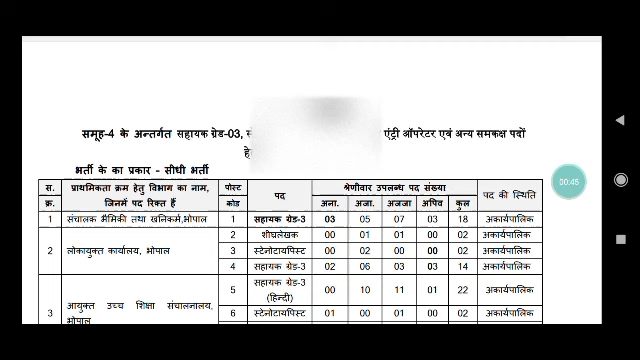 समूह-4 के अन्तर्गत सहायक ग्रेड-03, एंट्री ऑपरेटर एवं अन्य समकक्ष पदों
भर्ती के का प्रकार - सीधी भर्ती
स. क्र. प्राथमिकता क्रम हेतु विभाग का नाम, जिनमें पद रिक्त हैं पोस्ट कोड पद श्रेणीवार उपलब्ध पद संख्या पद की स्थिति
अना. अजा. अजजा अपिव कुल
1 संचालक भैमिकी तथा खनिकर्म,भोपाल 1 सहायक ग्रेड-3 03 05 07 03 18 अकार्यपालिक
2 लोकायुक्त कार्यालय, भोपाल 2 शीघ्रलेखक 00 01 01 00 02 अकार्यपालिक
3 स्टेनोटायपिस्ट 00 02 00 00 02 अकार्यपालिक
4 सहायक ग्रेड-3 02 06 03 03 14 अकार्यपालिक
3 आयुक्त उच्च शिक्षा संचालनालय, भोपाल 5 सहायक ग्रेड-3 (हिन्दी) 00 10 11 01 22 अकार्यपालिक
6 स्टेनोटायपिस्ट 01 00 01 00 02 अकार्यपालिक
00:45